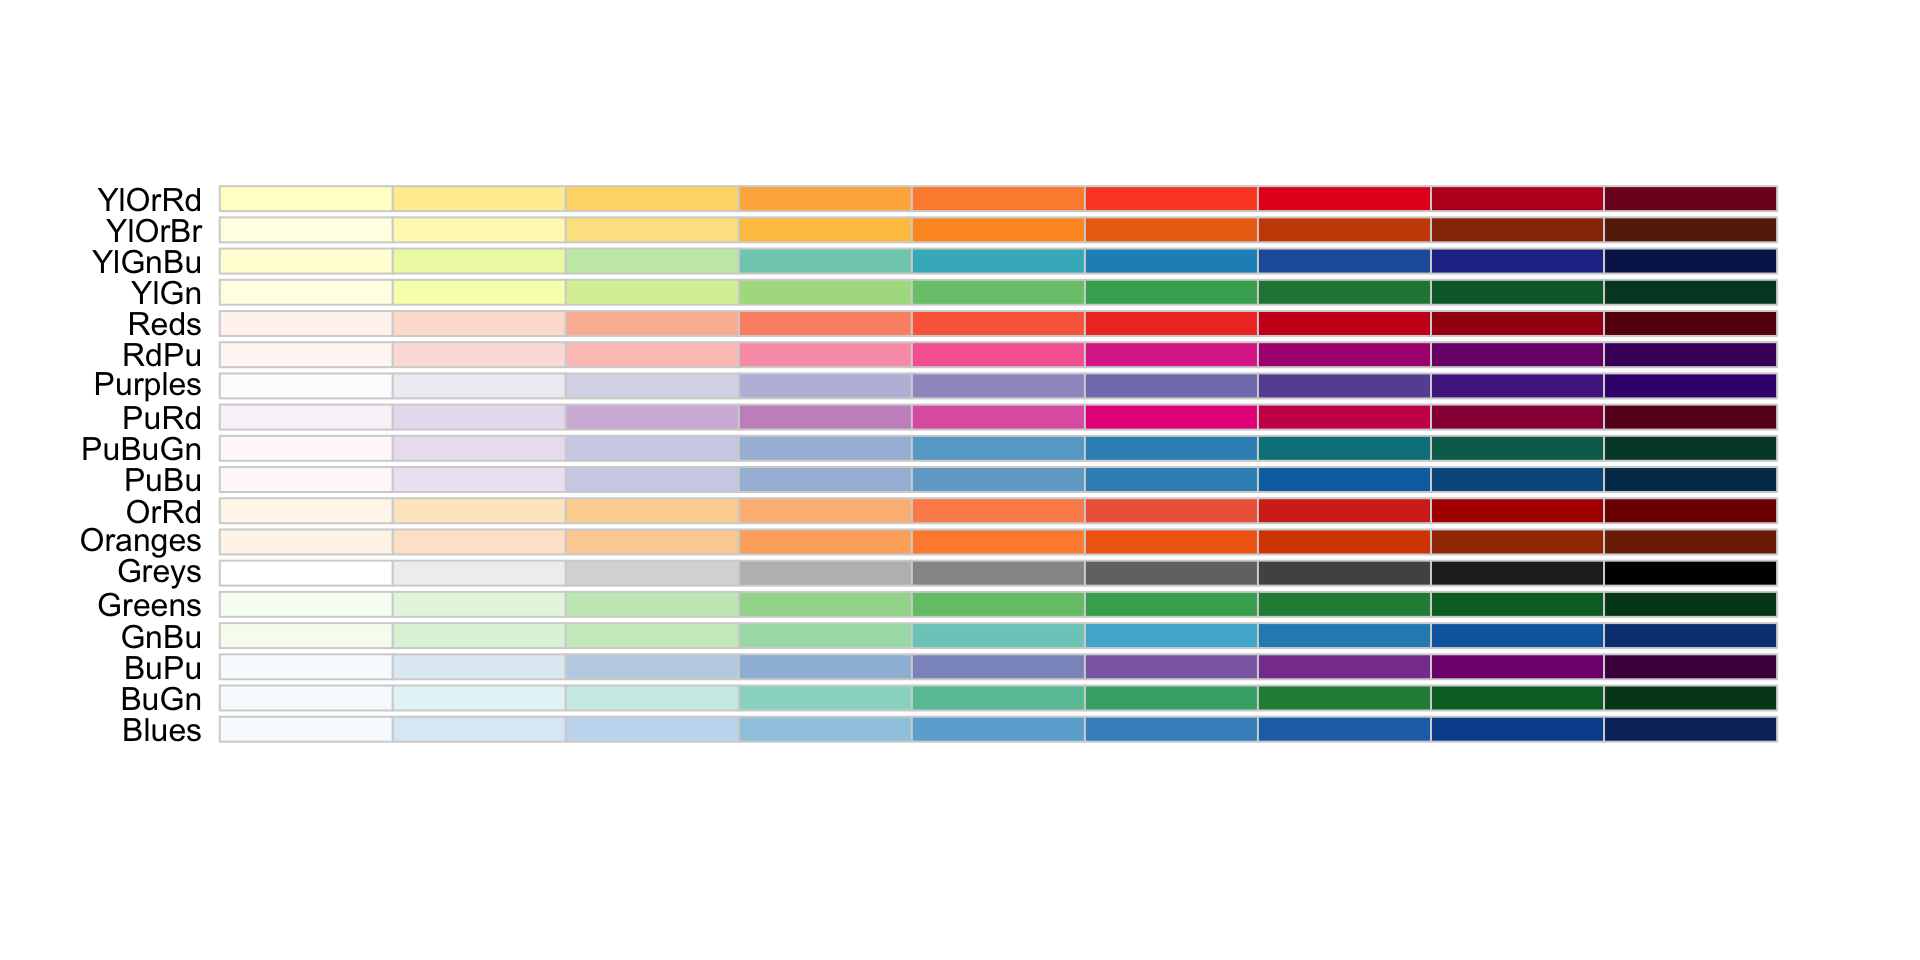 YlOrRd
YlOrBr
YlGnBu
YlGn
Reds
RdPu
Purples
PuRd
PuBuGn
PuBu
OrRd
Oranges
Greys
Greens
GnBu
BuPu
BuGn
Blues